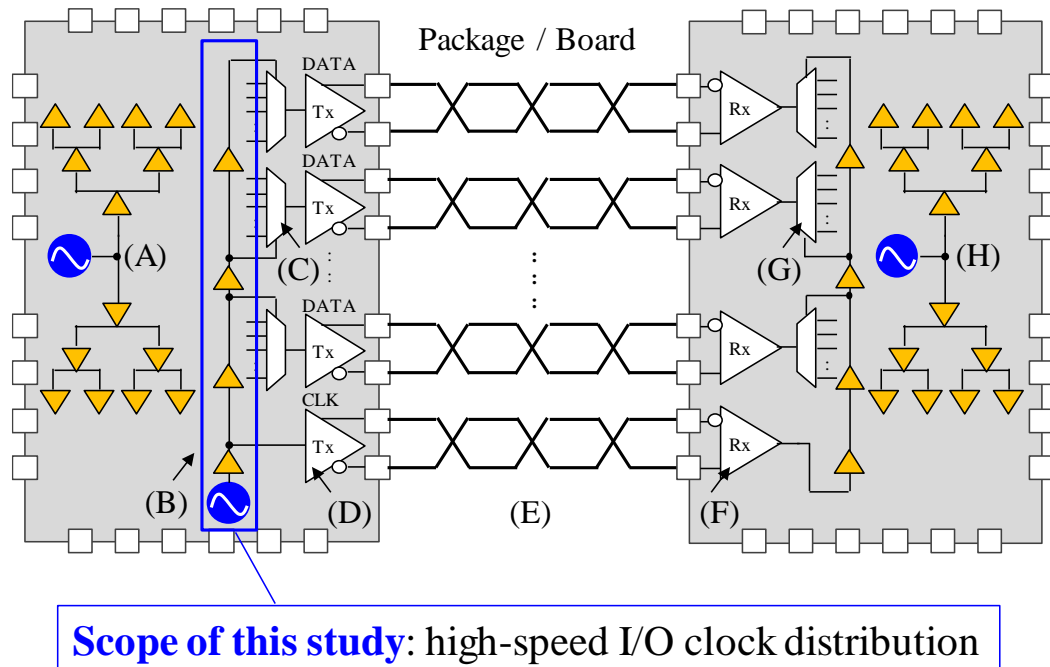 Package / Board
DATA
Tx
Rx
DATA
Tx
Rx
(A)
(C)
(G)
(H)
DATA
Tx
Rx
CLK
Tx
Rx
(B)
(D)
(E)
(F)
Scope of this study: high-speed I/O clock distribution